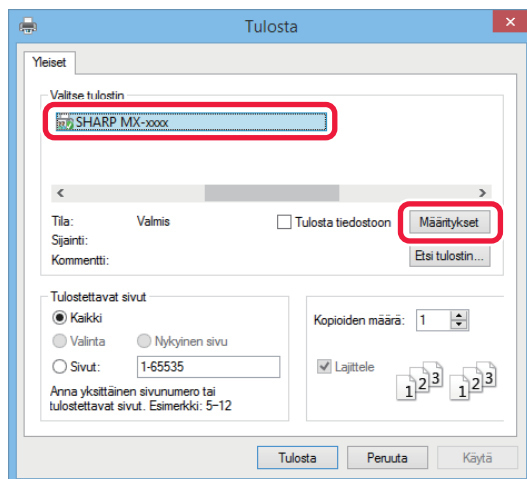 Tulosta
Yleiset
Valitse tulostin
SHARP MX-xxxx
Tila: Valmis
Tulosta tiedostoon
Määritykset
Sijainti:
Kommentti:
Etsi tulostin...
Tulostettavat sivut
Kaikki
Valinta
Nykyinen sivu
Sivut: 1-65535
Anna yksittäinen sivunumero tai
tulostettavat sivut. Esimerkki: 5-12
Kopioiden määrä: 1
Lajittele
1 2 3 1 2 3
Tulosta
Peruuta
Käytä